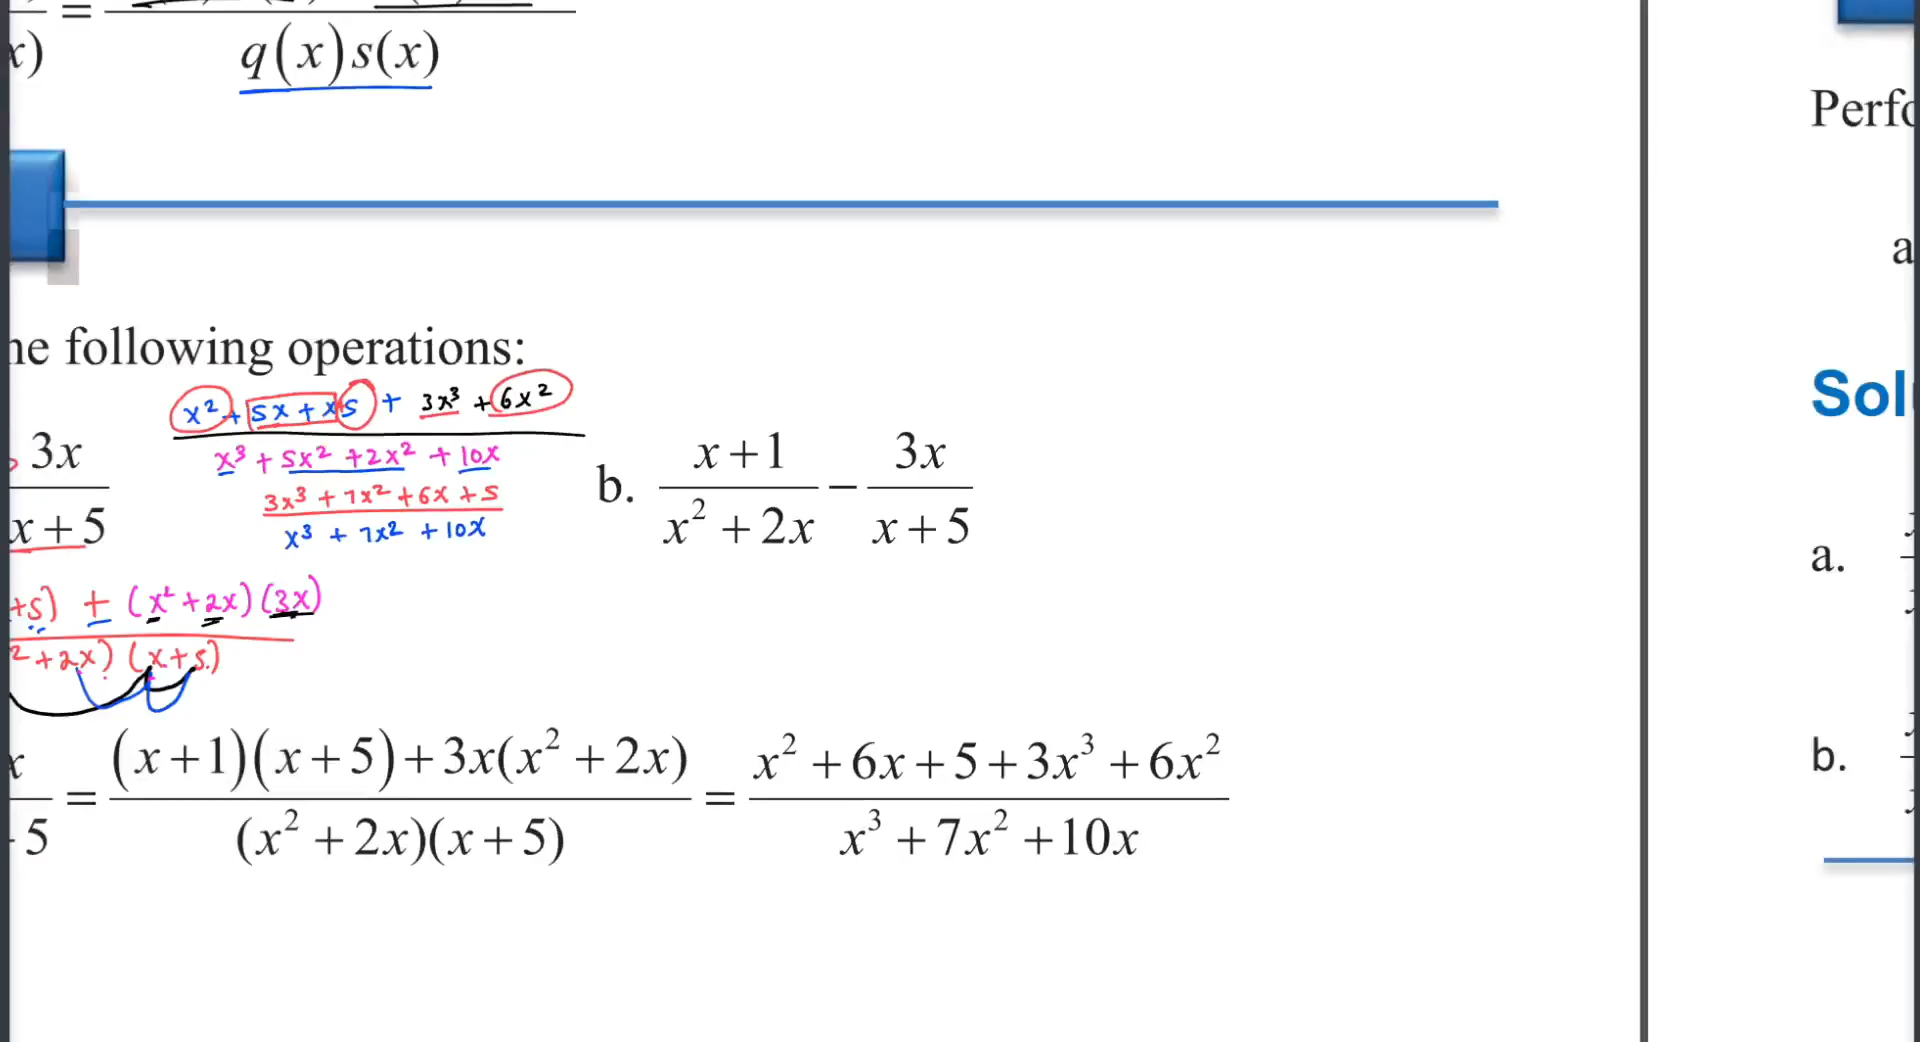 x) = q(x)s(x)
Perfo
a
he following operations:
x² + 5x + x + 5 + 3x³ + 6x²
x³ + 5x² + 2x² + 10x
3x³ + 7x² + 6x + 5
x³ + 7x² + 10x
3x
x + 5
b. (x + 1)/(x² + 2x) − 3x/(x + 5)
Sol
a.
+5) + (x² + 2x)(3x)
² + 2x)(x + 5)
5 = ((x + 1)(x + 5) + 3x(x² + 2x))/((x² + 2x)(x + 5)) = (x² + 6x + 5 + 3x³ + 6x²)/(x³ + 7x² + 10x)
b.